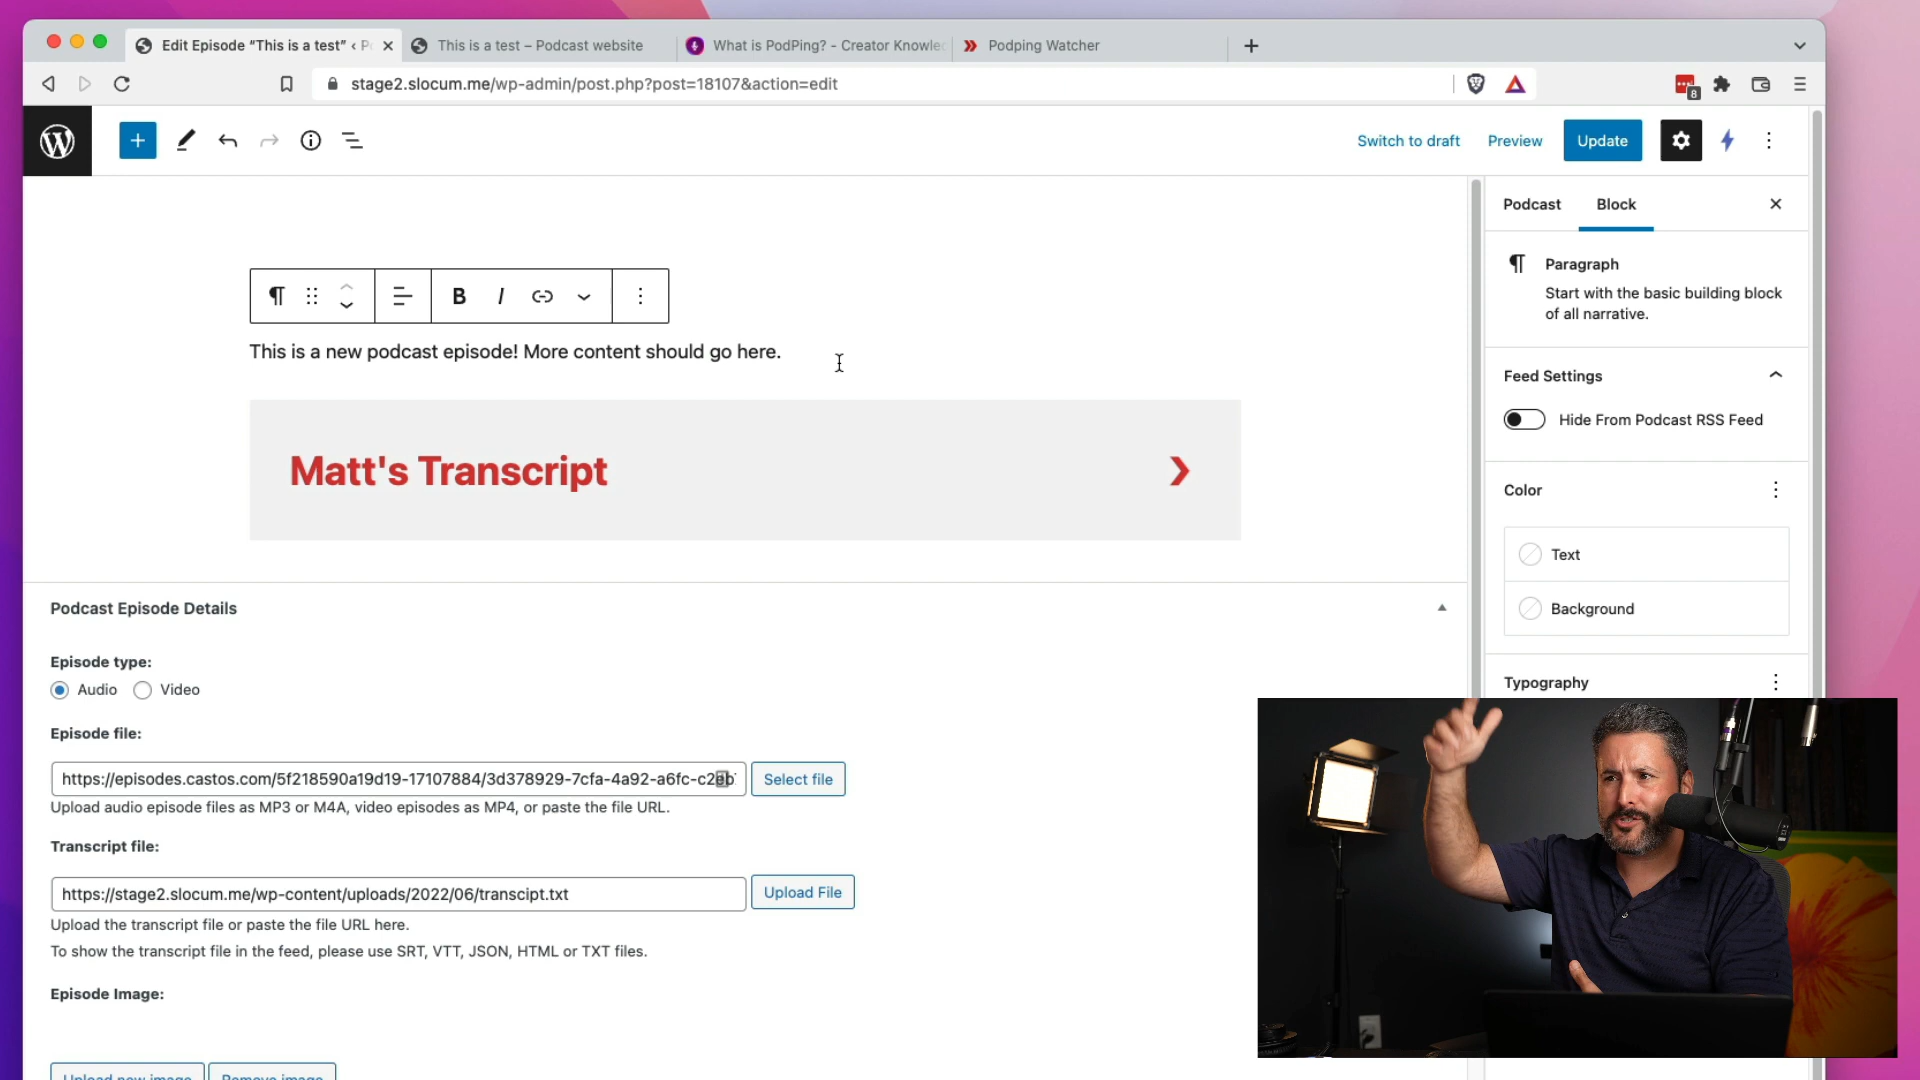 Edit Episode “This is a test” ‹ P
This is a test – Podcast website
What is PodPing? - Creator Knowle
Podping Watcher
stage2.slocum.me/wp-admin/post.php?post=18107&action=edit
8
Switch to draft
Preview
Update
Podcast
Block
Paragraph
Start with the basic building block
of all narrative.
B I
This is a new podcast episode! More content should go here.
Feed Settings
Hide From Podcast RSS Feed
Matt's Transcript
Color
Text
Background
Typography
Podcast Episode Details
Episode type:
Audio
Video
Episode file:
https://episodes.castos.com/5f218590a19d19-17107884/3d378929-7cfa-4a92-a6fc-c2
Select file
Upload audio episode files as MP3 or M4A, video episodes as MP4, or paste the file URL.
Transcript file:
https://stage2.slocum.me/wp-content/uploads/2022/06/transcipt.txt
Upload File
Upload the transcript file or paste the file URL here.
To show the transcript file in the feed, please use SRT, VTT, JSON, HTML or TXT files.
Episode Image:
Upload new image
Remove image